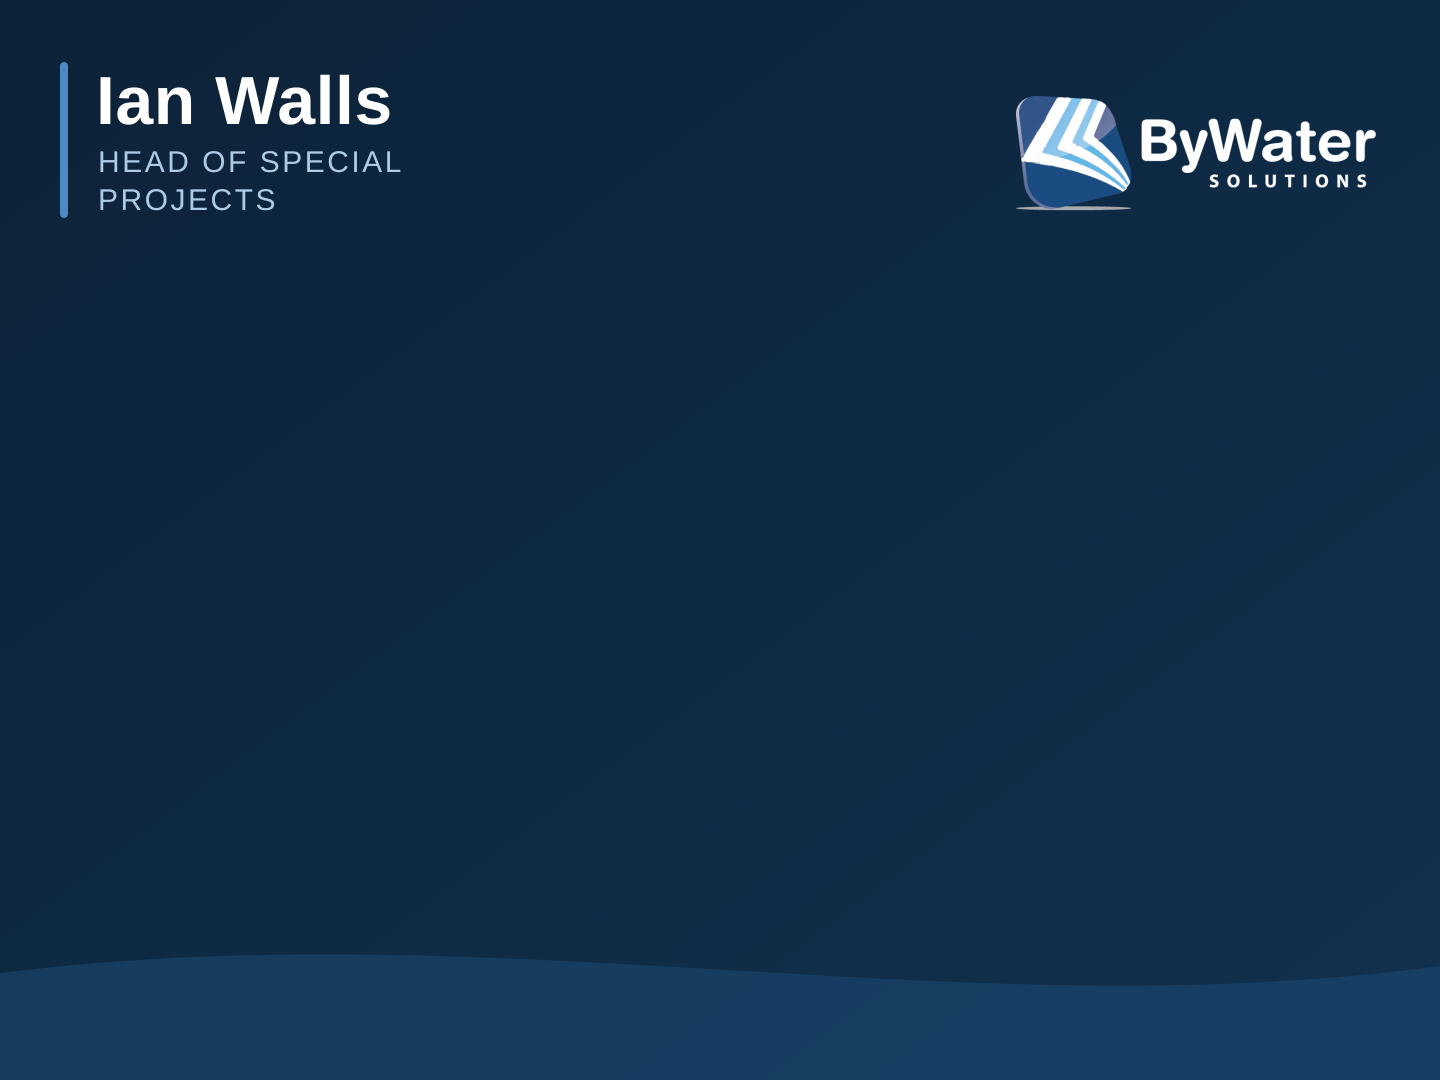 Ian Walls
HEAD OF SPECIAL
PROJECTS
ByWater
SOLUTIONS